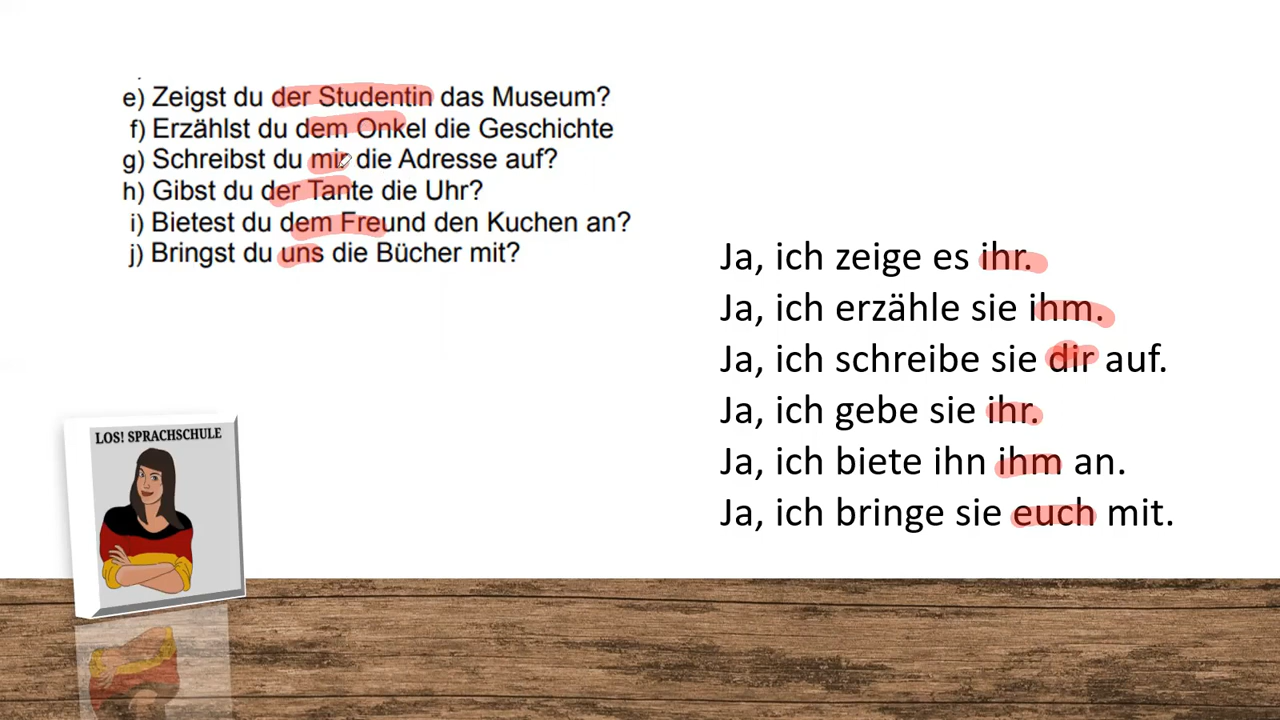 e) Zeigst du der Studentin das Museum?
f) Erzählst du dem Onkel die Geschichte
g) Schreibst du mir die Adresse auf?
h) Gibst du der Tante die Uhr?
i) Bietest du dem Freund den Kuchen an?
j) Bringst du uns die Bücher mit?
Ja, ich zeige es ihr.
Ja, ich erzähle sie ihm.
Ja, ich schreibe sie dir auf.
Ja, ich gebe sie ihr.
Ja, ich biete ihn ihm an.
Ja, ich bringe sie euch mit.
LOS! SPRACHSCHULE